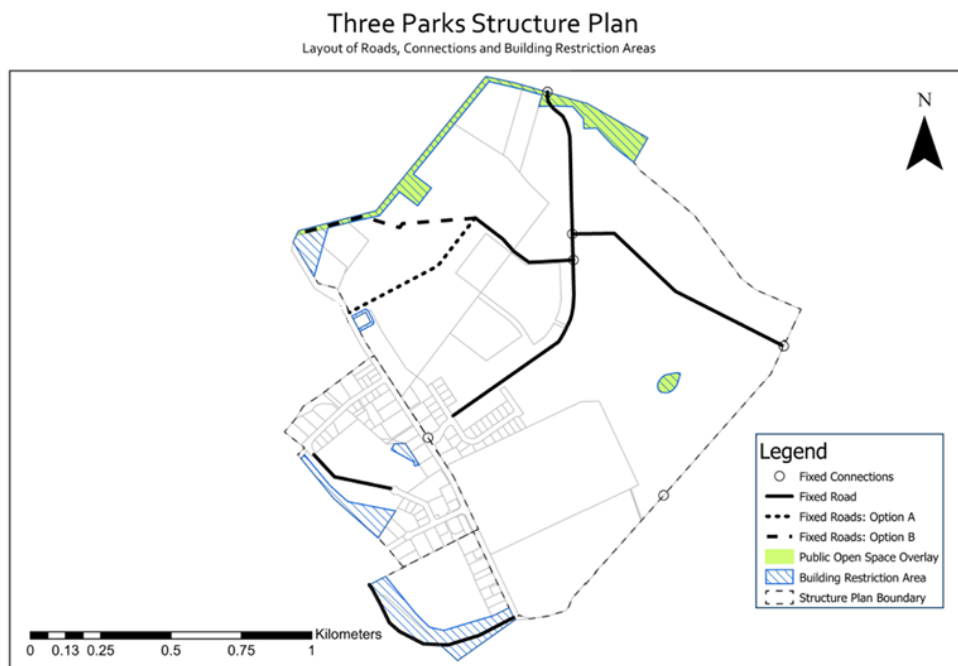 Three Parks Structure Plan
Layout of Roads, Connections and Building Restriction Areas
N
Legend
Fixed Connections
Fixed Road
Fixed Roads: Option A
Fixed Roads: Option B
Public Open Space Overlay
Building Restriction Area
Structure Plan Boundary
Kilometers
0 0.13 0.25 0.5 0.75 1